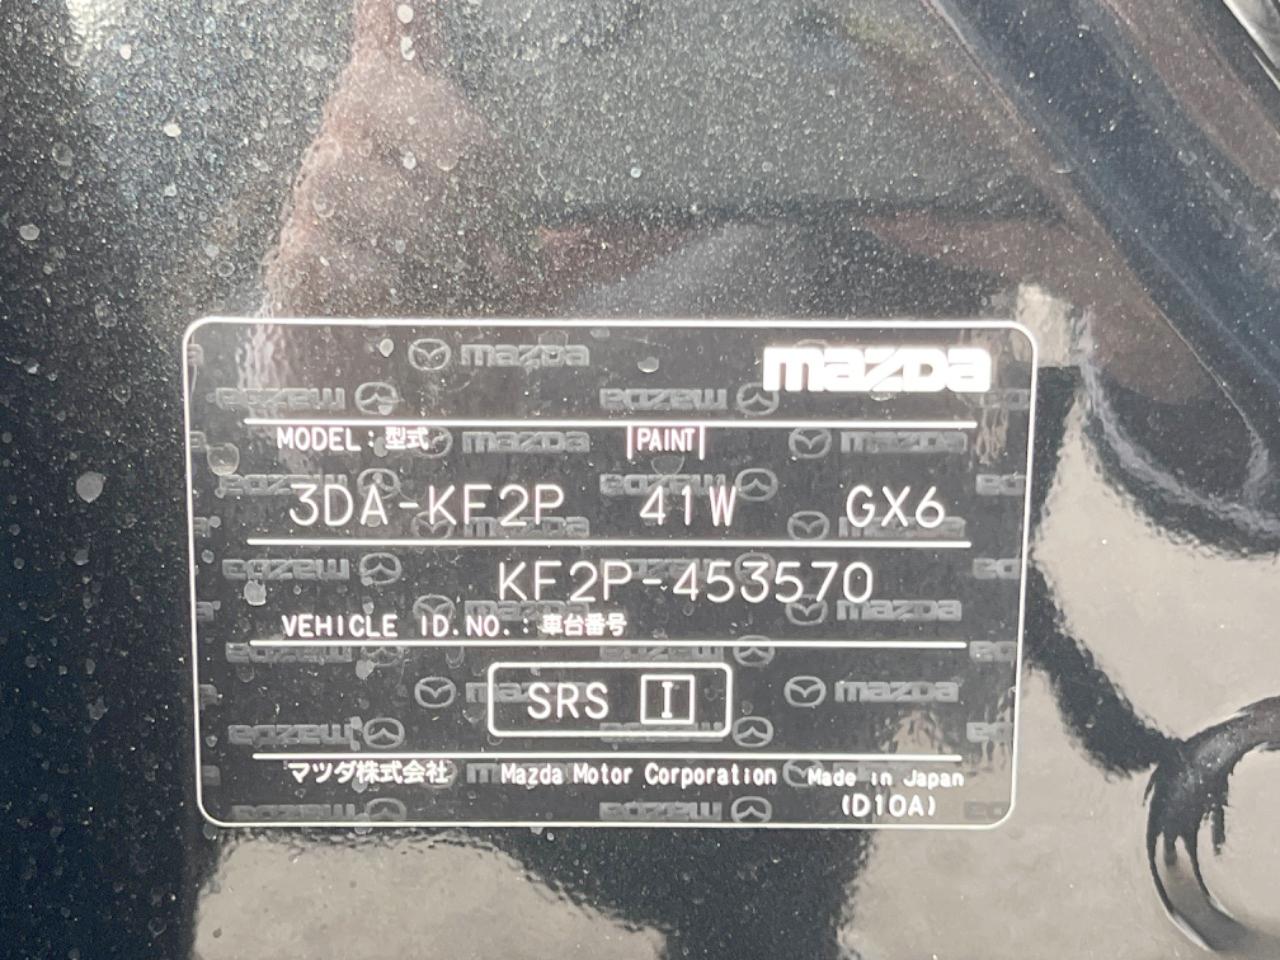 mazda
MODEL : 型式 |PAINT|
3DA-KF2P 41W GX6
KF2P-453570
VEHICLE ID.NO. : 車台番号
SRS I
マツダ株式会社 Mazda Motor Corporation Made in Japan
(D10A)